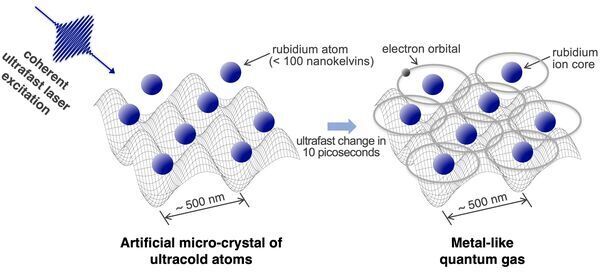 coherent
ultrafast laser
excitation
rubidium atom
(< 100 nanokelvins)
~ 500 nm
Artificial micro-crystal of
ultracold atoms
ultrafast change in
10 picoseconds
electron orbital
rubidium
ion core
~ 500 nm
Metal-like
quantum gas